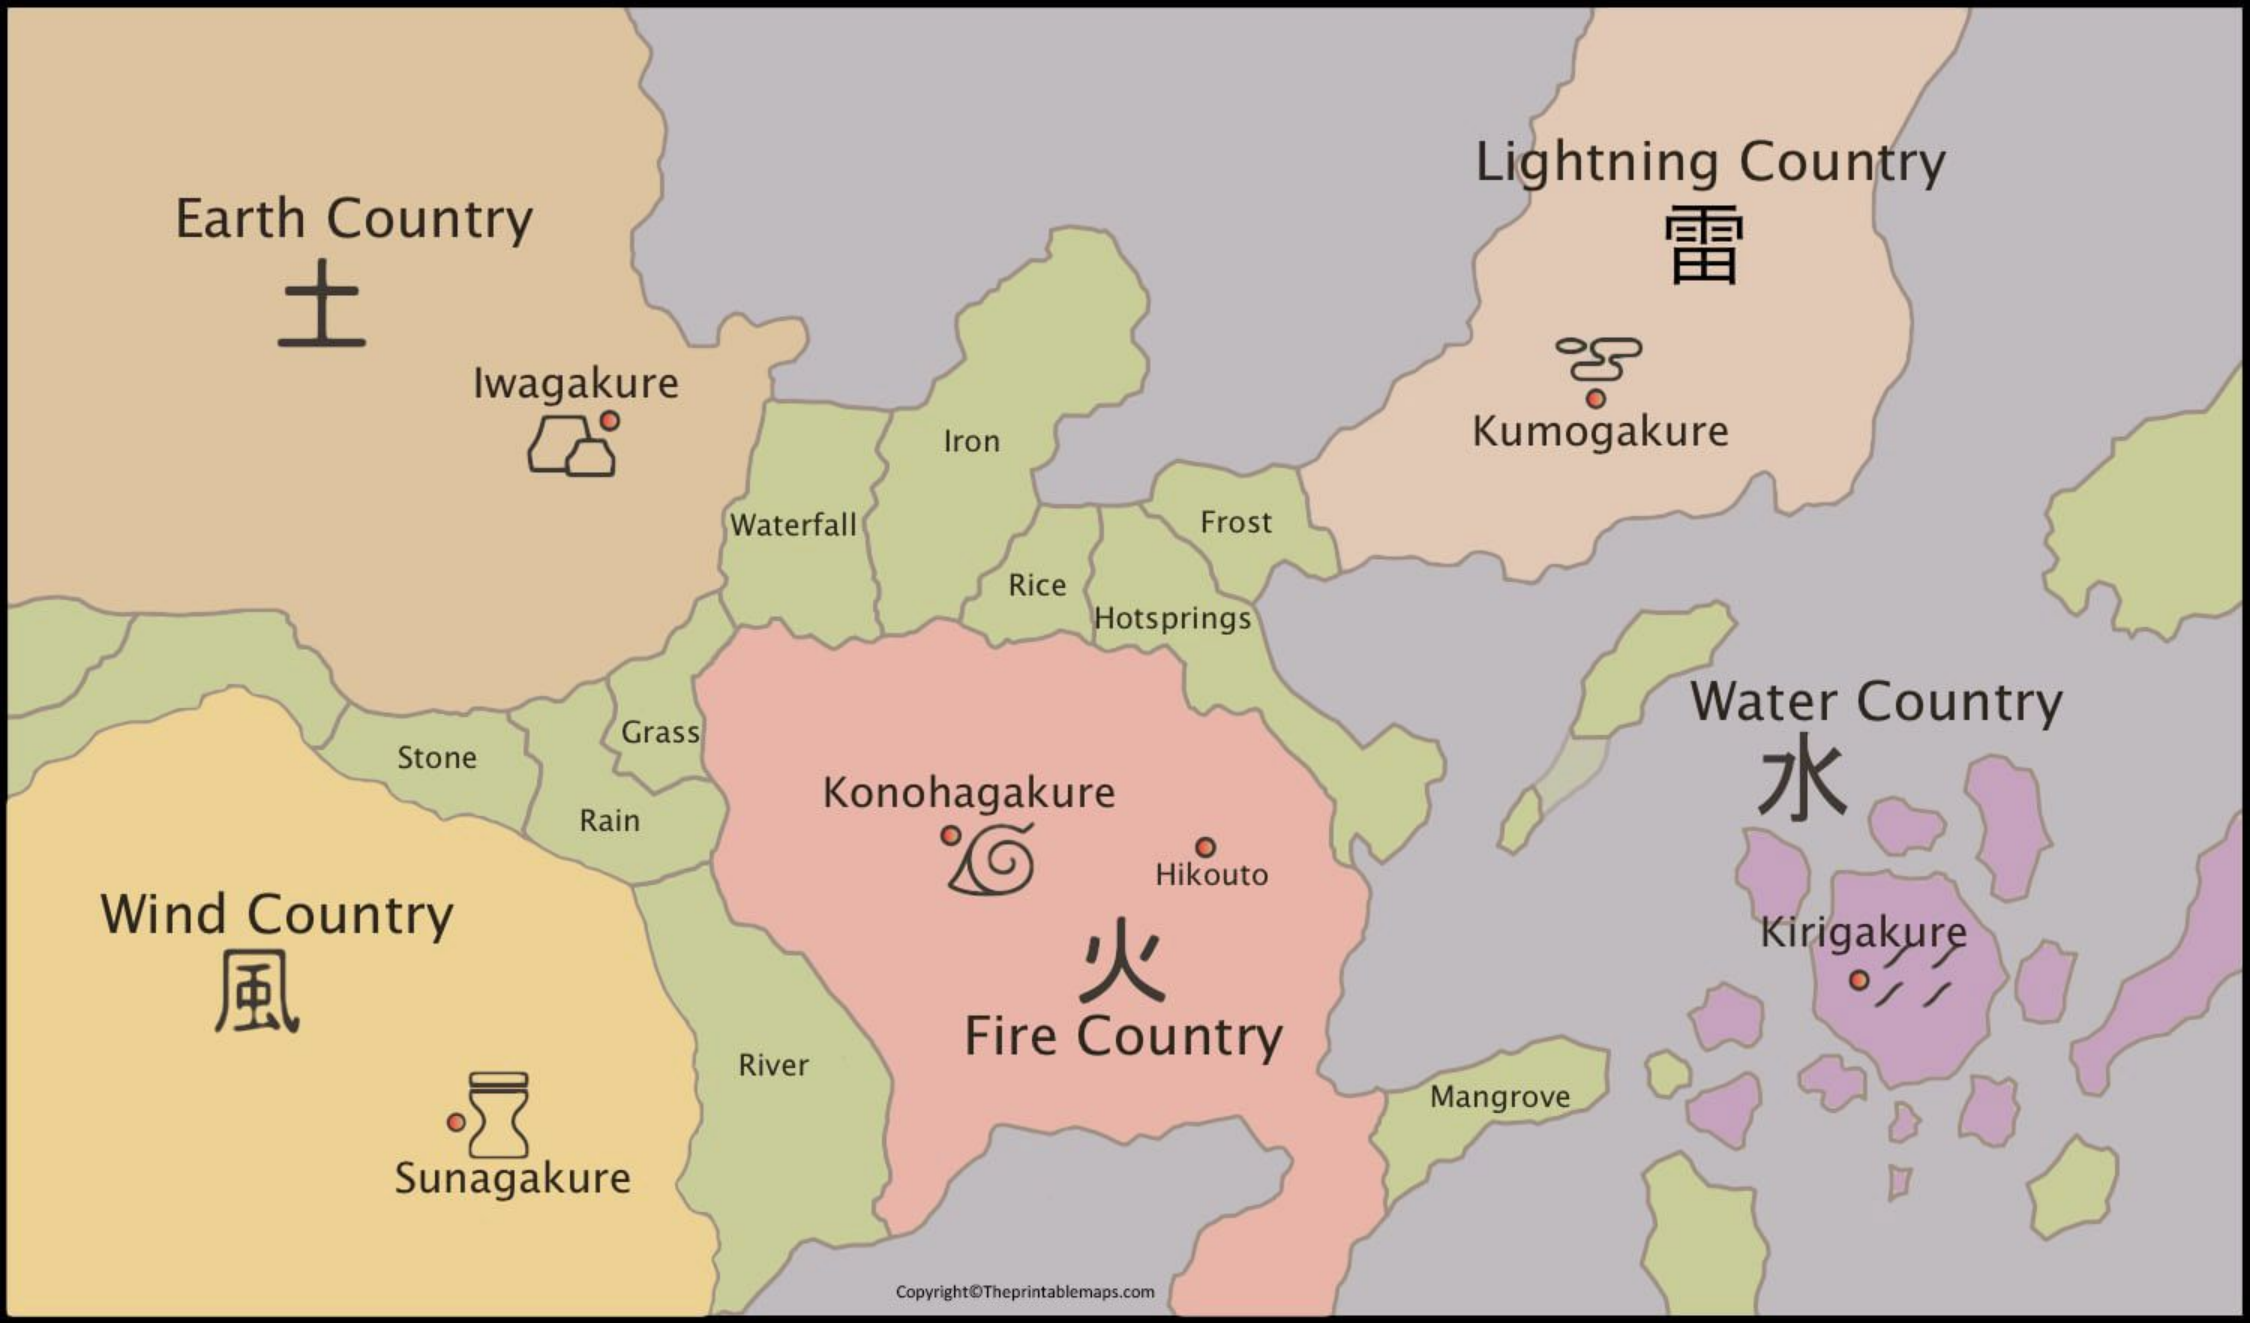 Lightning Country
雷
Earth Country
土
Iwagakure
Kumogakure
Iron
Waterfall
Frost
Rice
Hotsprings
Water Country
水
Grass
Stone
Rain
Konohagakure
Hikouto
Wind Country
風
Kirigakure
火
Fire Country
River
Mangrove
Sunagakure
Copyright©Theprintablemaps.com